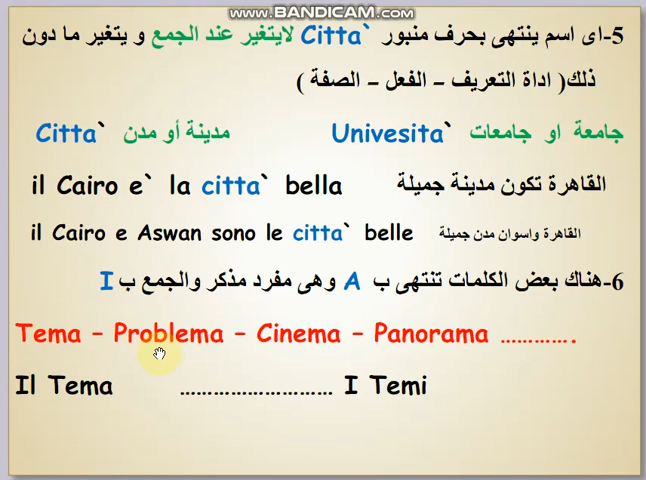 www.BANDICAM.com
5-اى اسم ينتهى بحرف منبور Citta` لايتغير عند الجمع و يتغير ما دون
ذلك( اداة التعريف – الفعل – الصفة )
جامعة او جامعات Univesita` مدينة أو مدن Citta`
il Cairo e` la citta` bella القاهرة تكون مدينة جميلة
il Cairo e Aswan sono le citta` belle القاهرة واسوان مدن جميلة
6-هناك بعض الكلمات تنتهى ب A وهى مفرد مذكر والجمع ب I
Tema – Problema – Cinema – Panorama ………….
Il Tema ……………………… I Temi